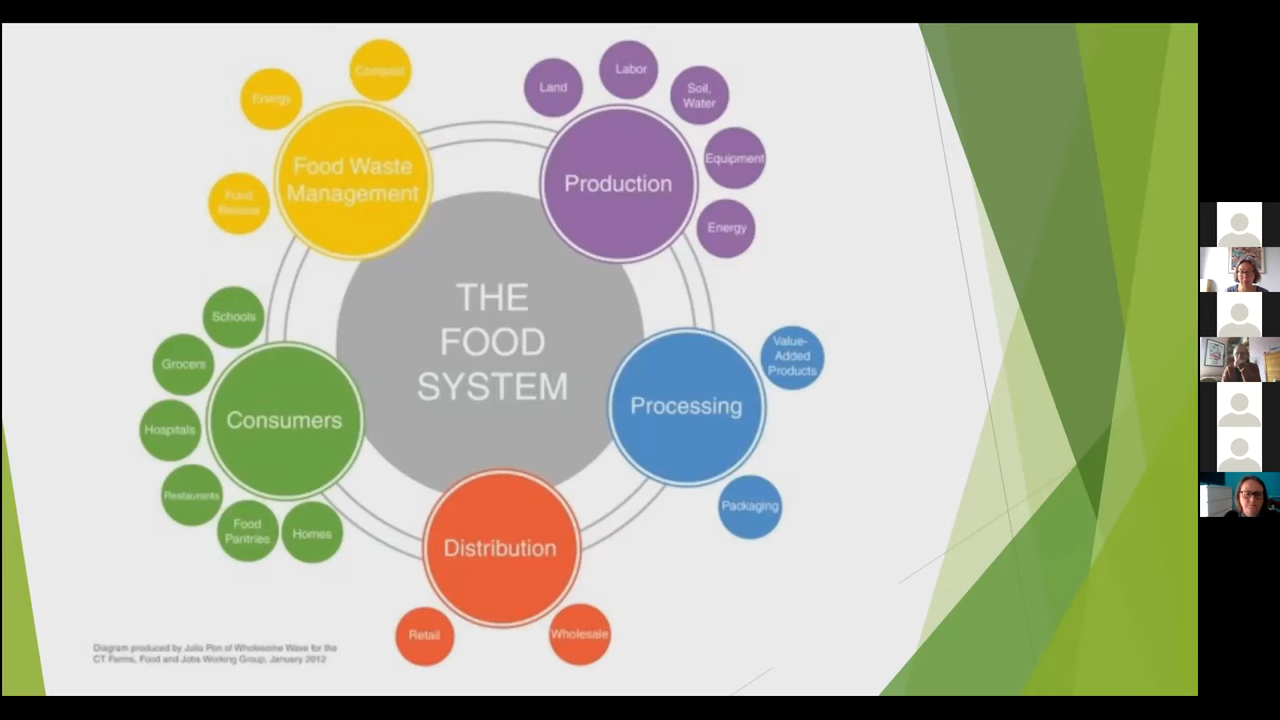 THE
FOOD
SYSTEM
Production
Land
Labor
Soil,
Water
Equipment
Energy
Processing
Value-
Added
Products
Packaging
Distribution
Wholesale
Retail
Consumers
Homes
Food
Pantries
Restaurants
Hospitals
Grocers
Schools
Food Waste
Management
Food
Energy
Compost
Diagram produced by Julia Pon of Wholesome Wave for the
CT Farms, Food and Jobs Working Group, January 2012